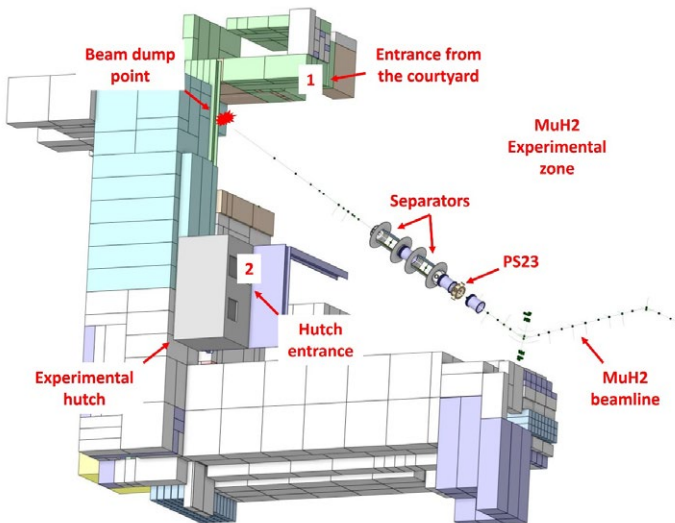 Beam dump
point
1
Entrance from
the courtyard
MuH2
Experimental
zone
Separators
PS23
2
Hutch
entrance
Experimental
hutch
MuH2
beamline